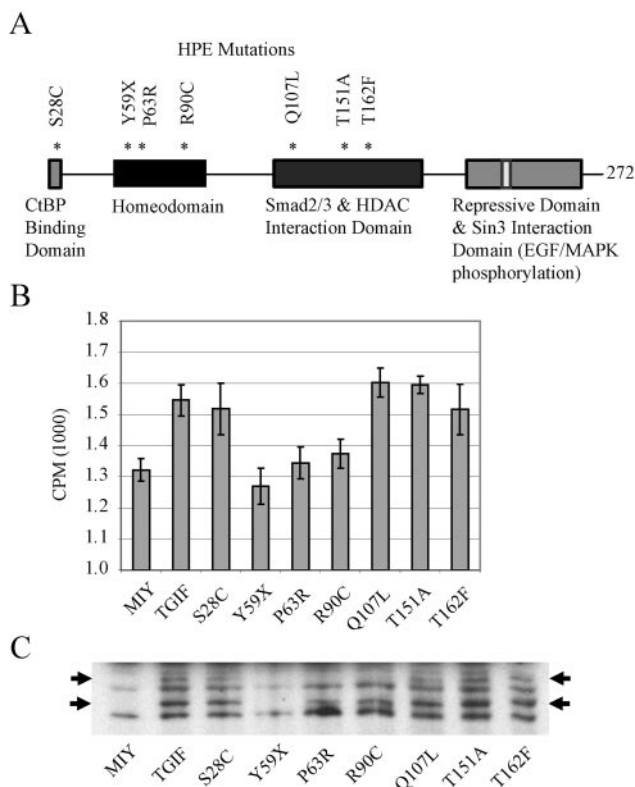 A
HPE Mutations
S28C
Y59X
P63R
R90C
Q107L
T151A
T162F
* * * * * * *
272
CtBP
Binding
Domain
Homeodomain
Smad2/3 & HDAC
Interaction Domain
Repressive Domain
& Sin3 Interaction
Domain (EGF/MAPK
phosphorylation)
B
CPM (1000)
1.8
1.7
1.6
1.5
1.4
1.3
1.2
1.1
1.0
MIY
TGIF
S28C
Y59X
P63R
R90C
Q107L
T151A
T162F
C
MIY
TGIF
S28C
Y59X
P63R
R90C
Q107L
T151A
T162F